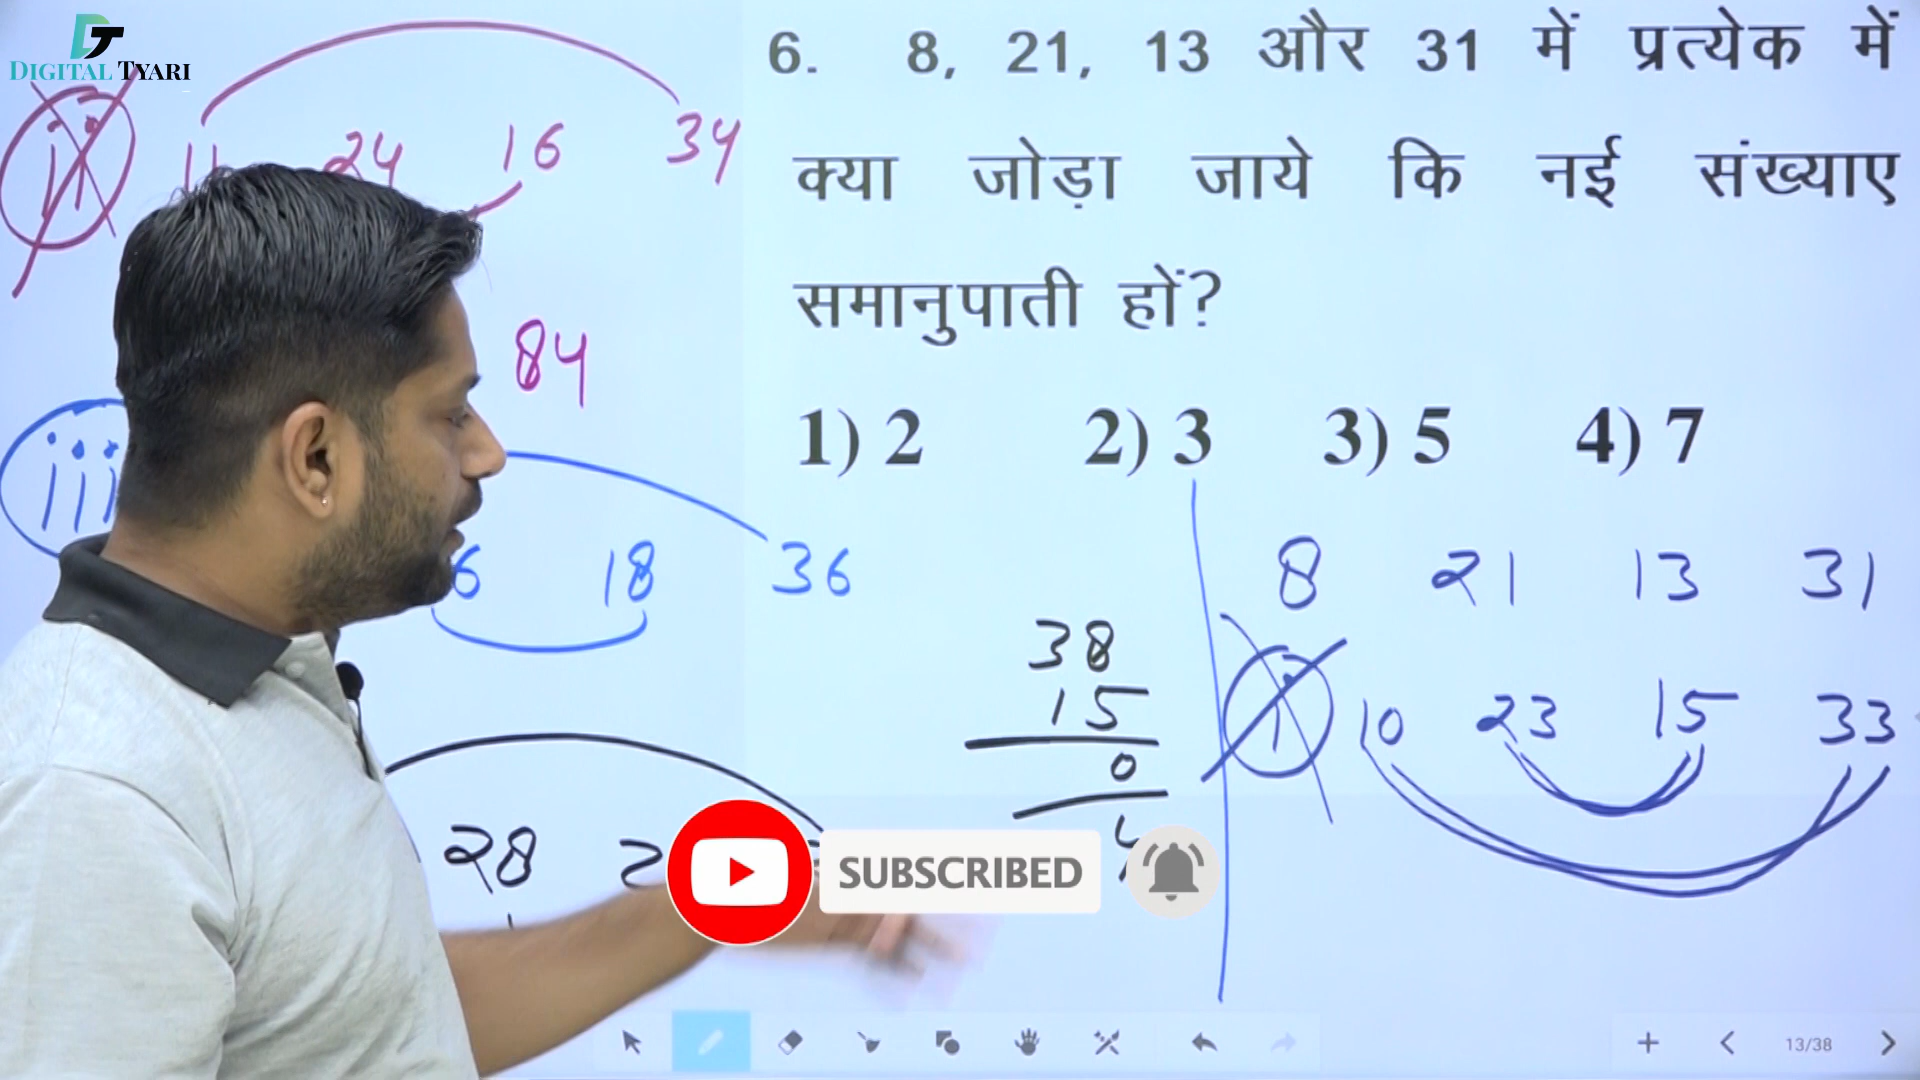 DIGITAL TYARI
6. 8, 21, 13 और 31 में प्रत्येक में
क्या जोड़ा जाये कि नई संख्याए
समानुपाती हों?
1) 2 2) 3 3) 5 4) 7
24 16 34
84
iii
18 36
8 21 13 31
38
15
0
i 10 23 15 33
28
SUBSCRIBED
13/38